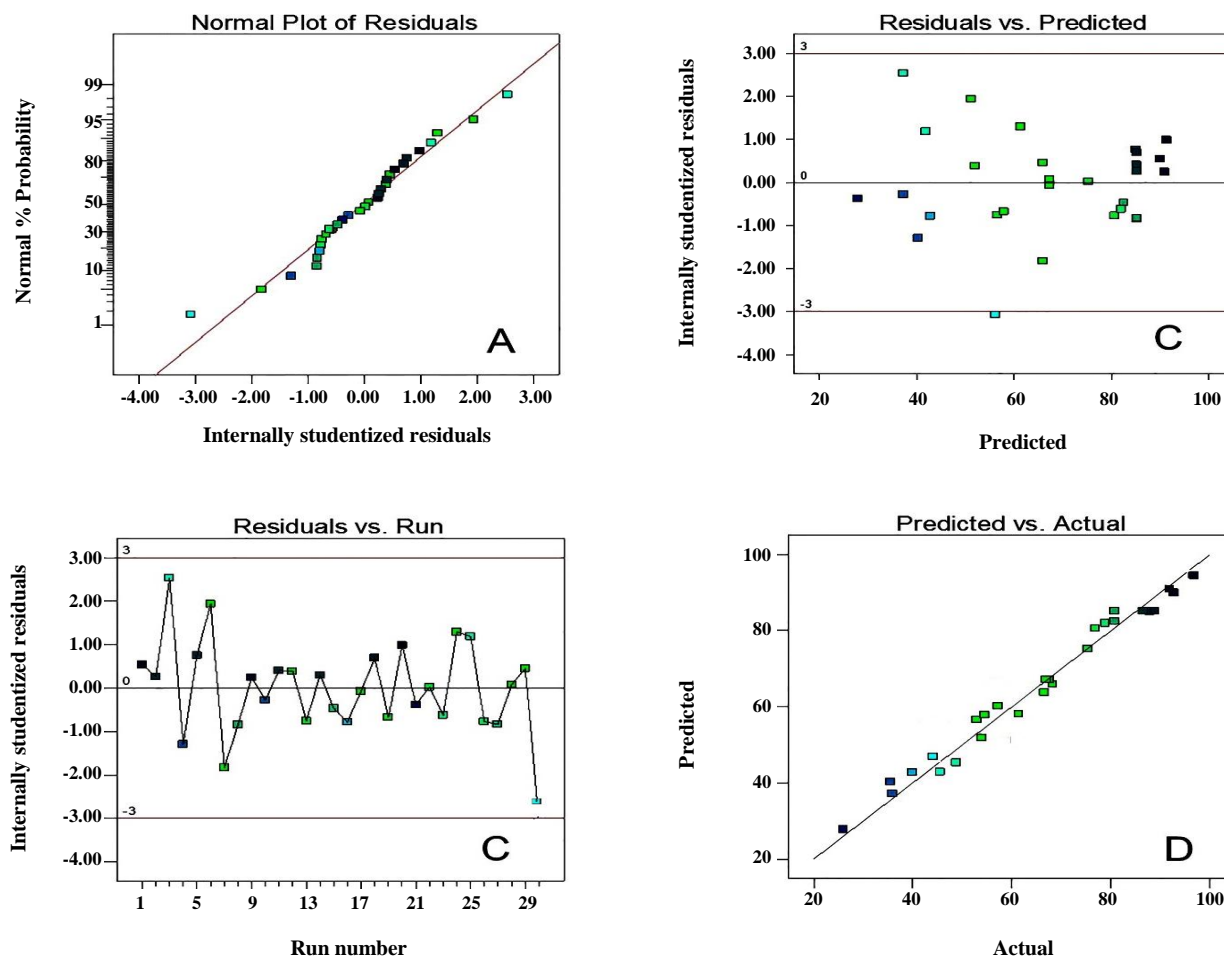 Normal Plot of Residuals
Normal % Probability
99
95
80
50
30
10
1
A
-4.00 -3.00 -2.00 -1.00 0.00 1.00 2.00 3.00
Internally studentized residuals
Residuals vs. Predicted
Internally studentized residuals
3.00
2.00
1.00
0.00
-1.00
-2.00
-3.00
-4.00
3
0
-3
C
20 40 60 80 100
Predicted
Residuals vs. Run
Internally studentized residuals
3.00
2.00
1.00
0.00
-1.00
-2.00
-3.00
-4.00
3
0
-3
C
1 5 9 13 17 21 25 29
Run number
Predicted vs. Actual
Predicted
100
80
60
40
20
D
20 40 60 80 100
Actual